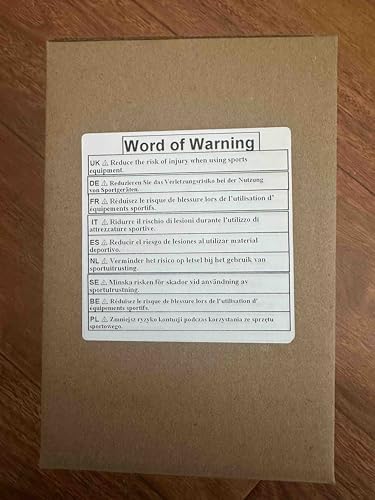 Word of Warning
UK ⚠ Reduce the risk of injury when using sports
equipment.
DE ⚠ Reduzieren Sie das Verletzungsrisiko bei der Nutzung
von Sportgeräten.
FR ⚠ Réduisez le risque de blessure lors de l'utilisation d'
équipements sportifs.
IT ⚠ Ridurre il rischio di lesioni durante l'utilizzo di
attrezzature sportive.
ES ⚠ Reducir el riesgo de lesiones al utilizar material
deportivo.
NL ⚠ Verminder het risico op letsel bij het gebruik van
sportuitrusting.
SE ⚠ Minska risken för skador vid användning av
sportutrustning.
BE ⚠ Réduisez le risque de blessure lors de l'utilisation d'
équipements sportifs.
PL ⚠ Zmniejsz ryzyko kontuzji podczas korzystania ze sprzętu
sportowego.